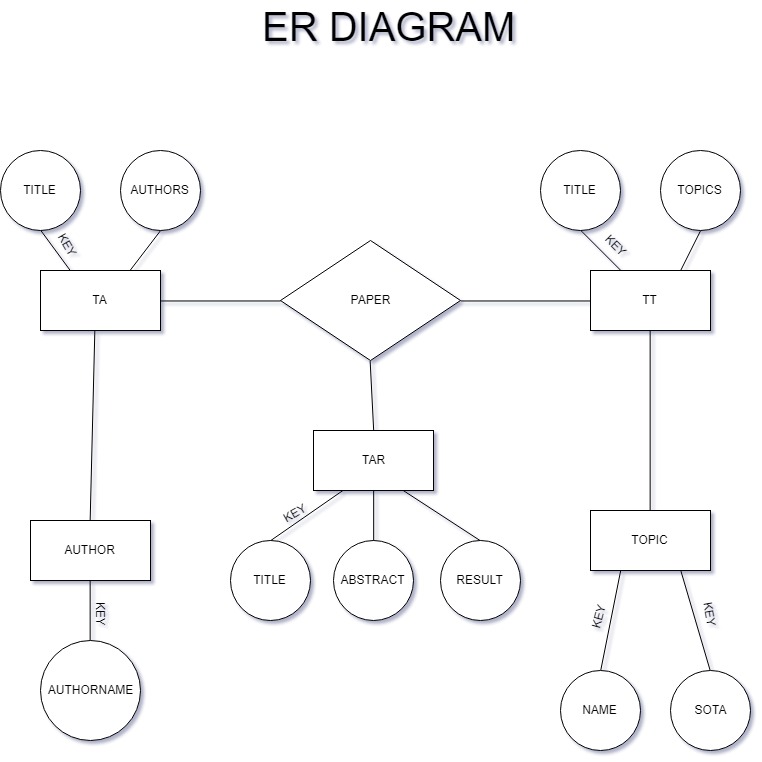 ER DIAGRAM
TITLE
AUTHORS
TITLE
TOPICS
KEY
KEY
TA
PAPER
TT
TAR
KEY
AUTHOR
TOPIC
TITLE
ABSTRACT
RESULT
KEY
KEY
KEY
AUTHORNAME
NAME
SOTA